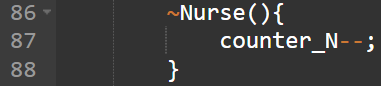 86 ~Nurse(){
87 counter_N--;
88 }